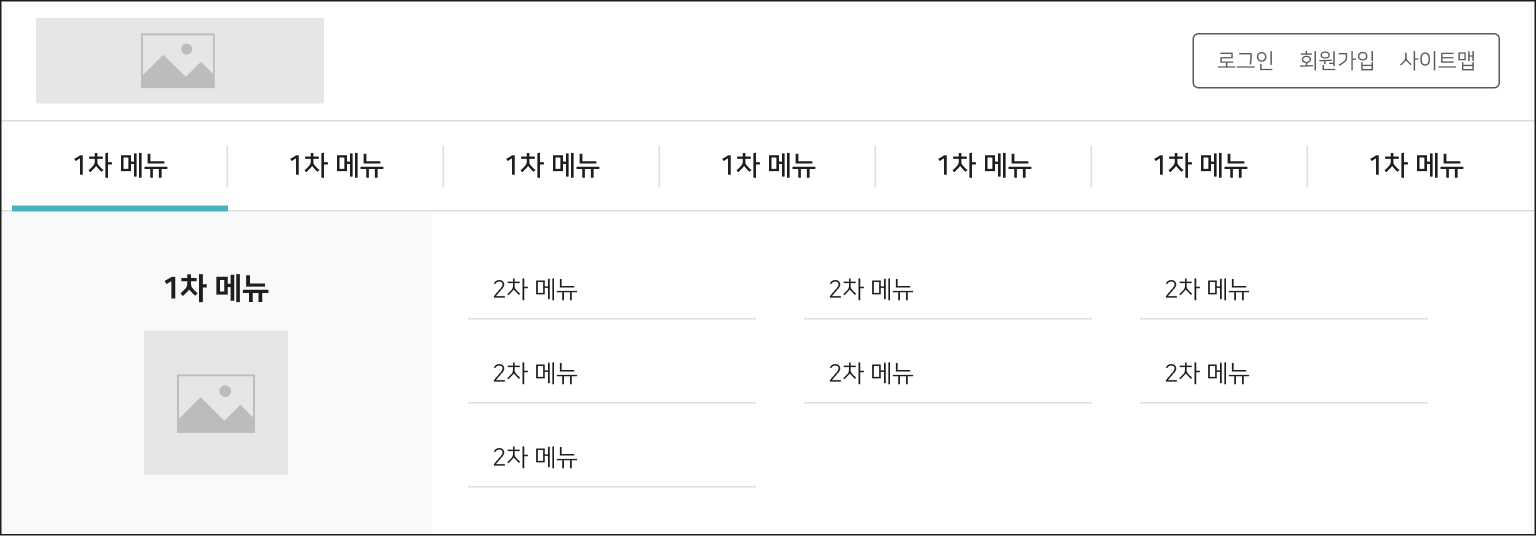 로그인 회원가입 사이트맵
1차 메뉴 1차 메뉴 1차 메뉴 1차 메뉴 1차 메뉴 1차 메뉴 1차 메뉴
1차 메뉴
2차 메뉴 2차 메뉴 2차 메뉴
2차 메뉴 2차 메뉴 2차 메뉴
2차 메뉴